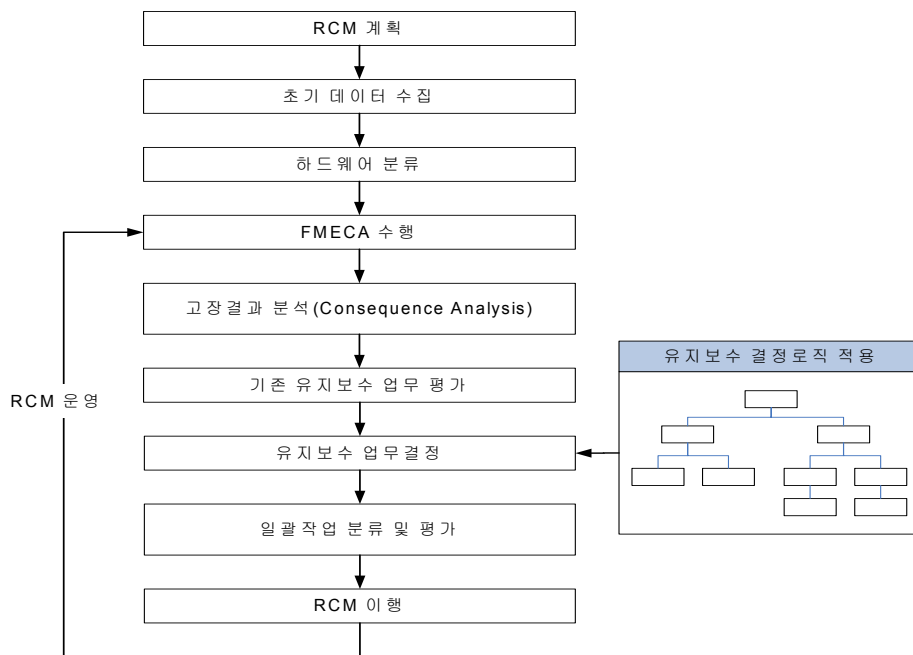 RCM 계획
초기 데이터 수집
하드웨어 분류
FMECA 수행
고장결과 분석(Consequence Analysis)
유지보수 결정로직 적용
기존 유지보수 업무 평가
RCM 운영
유지보수 업무결정
일괄작업 분류 및 평가
RCM 이행